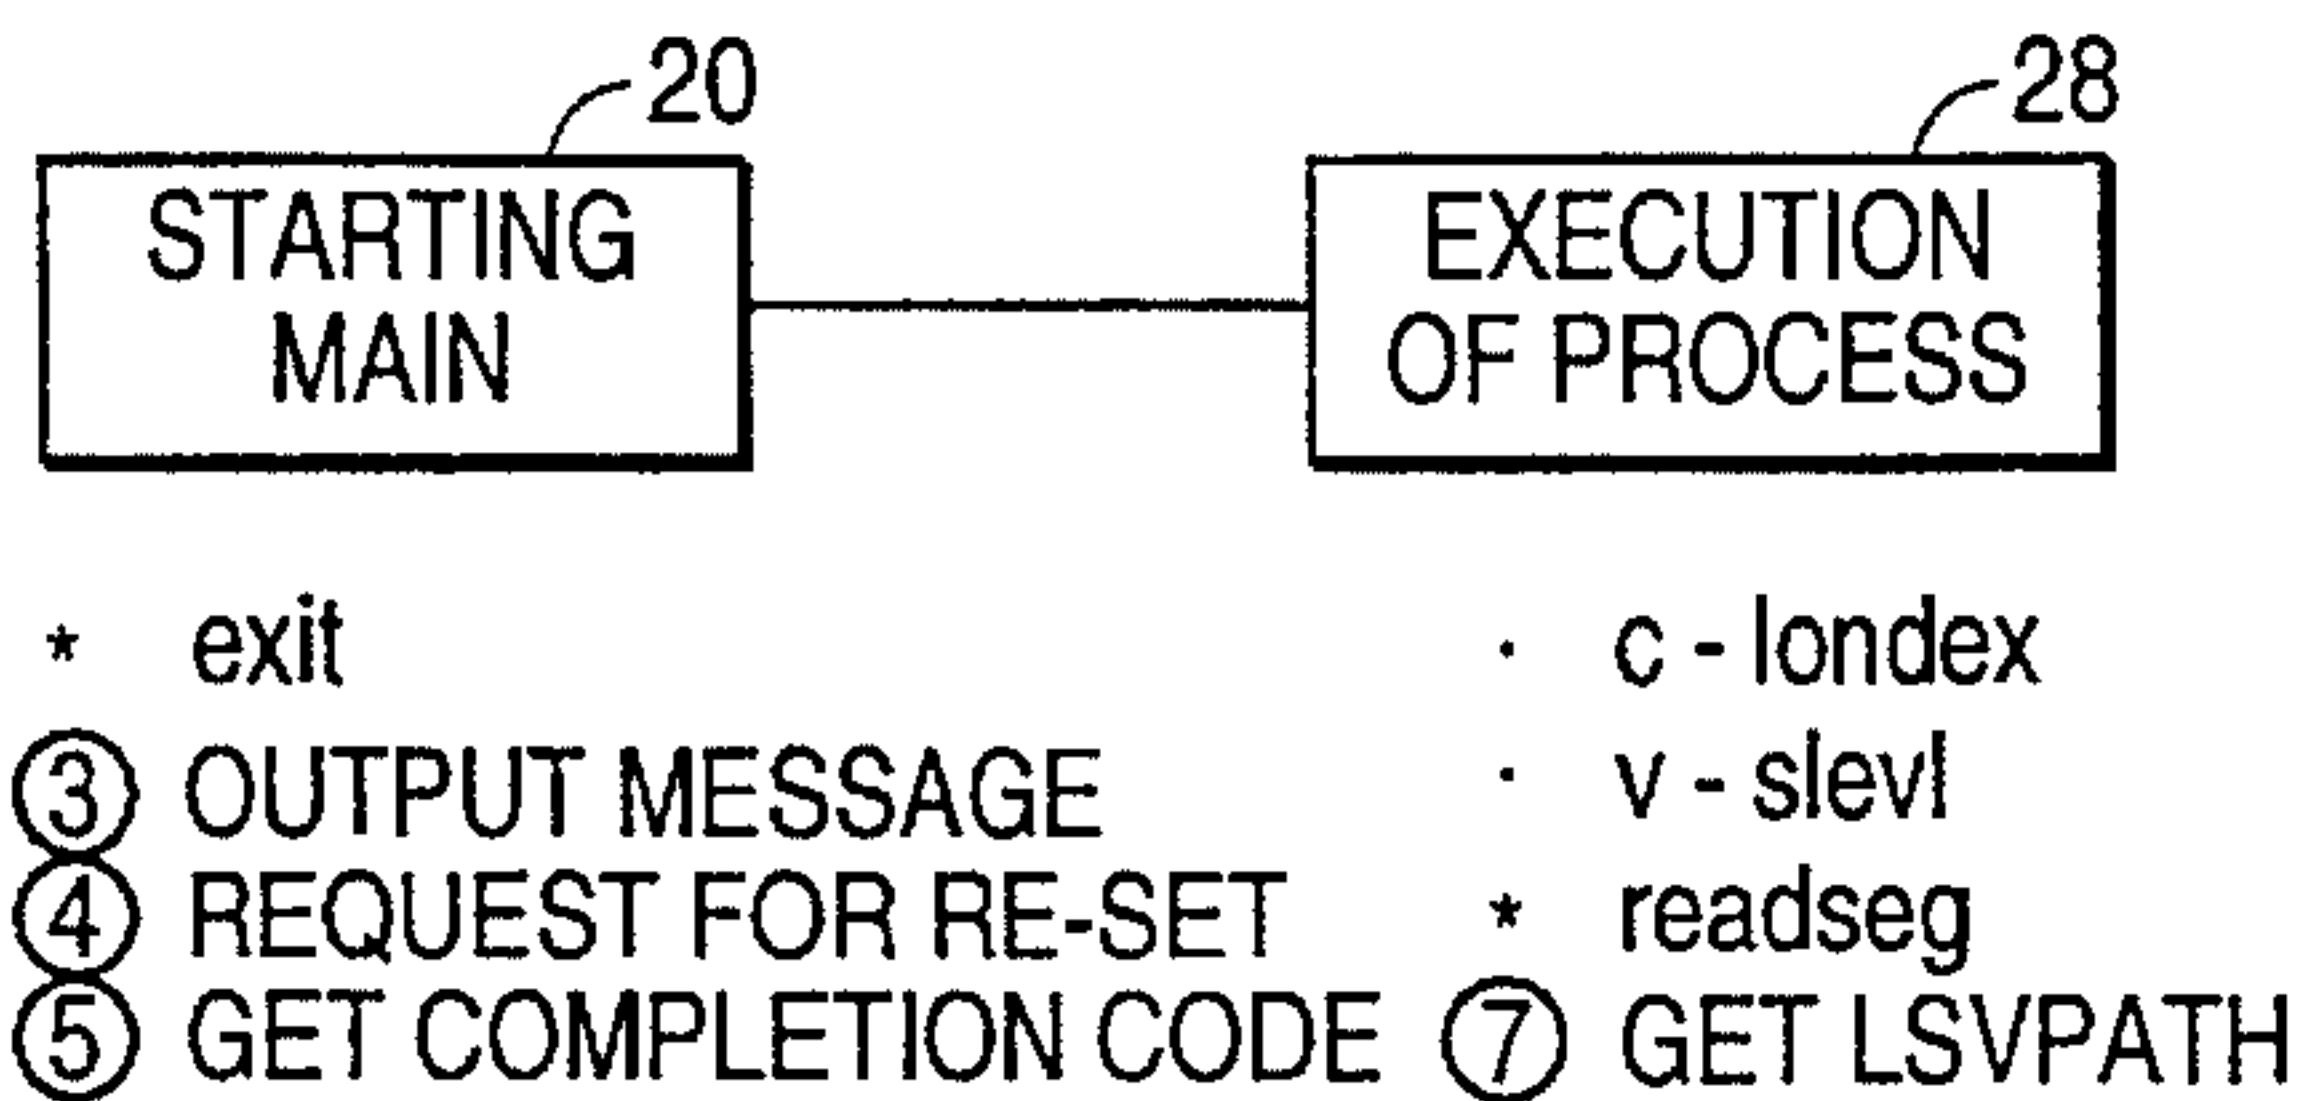 20
STARTING
MAIN
28
EXECUTION
OF PROCESS
* exit
③ OUTPUT MESSAGE
④ REQUEST FOR RE-SET
⑤ GET COMPLETION CODE
· c - londex
· v - slevl
* readseg
⑦ GET LSVPATH